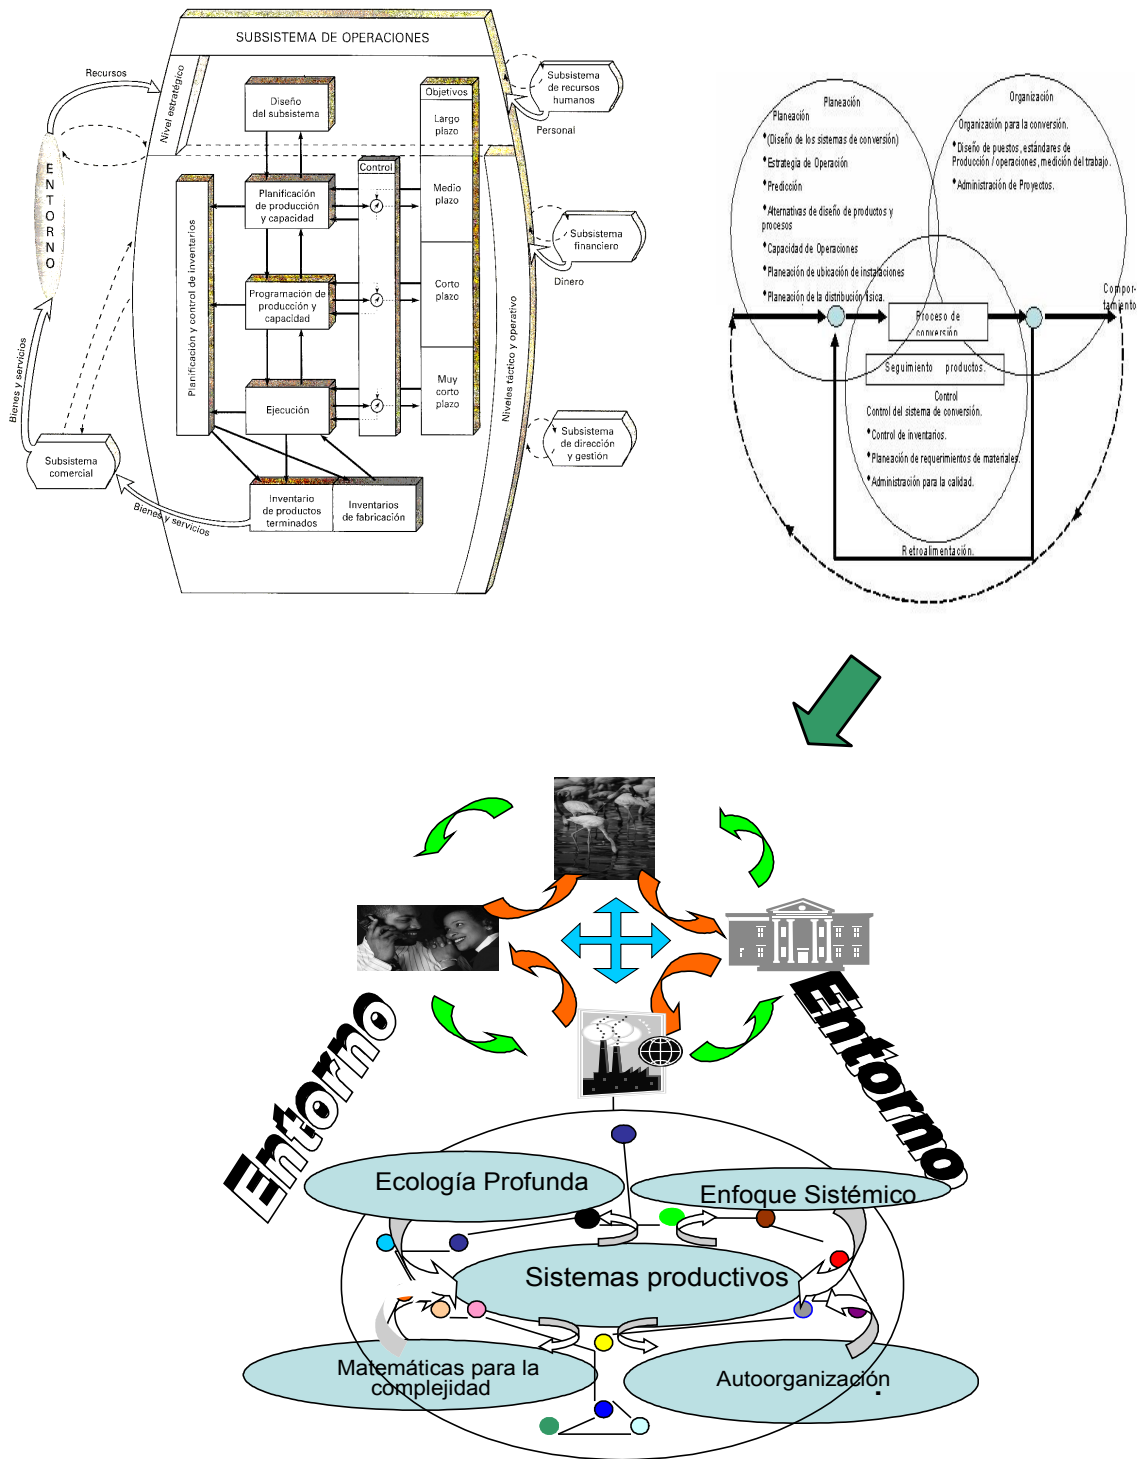 SUBSISTEMA DE OPERACIONES
Recursos
Nivel estratégico
ENTORNO
Bienes y servicios
Subsistema
comercial
Bienes y servicios
Diseño
del subsistema
Planificación y control de inventarios
Planificación
de producción
y capacidad
Programación de
producción y
capacidad
Ejecución
Inventario
de productos
terminados
Inventarios
de fabricación
Control
Objetivos
Largo
plazo
Medio
plazo
Corto
plazo
Muy
corto
plazo
Niveles táctico y operativo
Subsistema
de recursos
humanos
Personal
Subsistema
financiero
Dinero
Subsistema
de dirección
y gestión
Planeación
Planeación
(Diseño de los sistemas de conversión)
Estrategia de Operación
Predicción
Alternativas de diseño de productos y
procesos
Capacidad de Operaciones
Planeación de ubicación de instalaciones
Planeación de la distribución física.
Organización
Organización para la conversión.
Diseño de puestos, estándares de
Producción / operaciones, medición del trabajo.
Administración de Proyectos.
Compor-
tamiento
Proceso de
conversión
Seguimiento productos.
Control
Control del sistema de conversión.
Control de inventarios.
Planeación de requerimientos de materiales.
Administración para la calidad.
Retroalimentación.
Entorno
Entorno
Ecología Profunda
Enfoque Sistémico
Sistemas productivos
Matemáticas para la
complejidad
Autoorganización
.